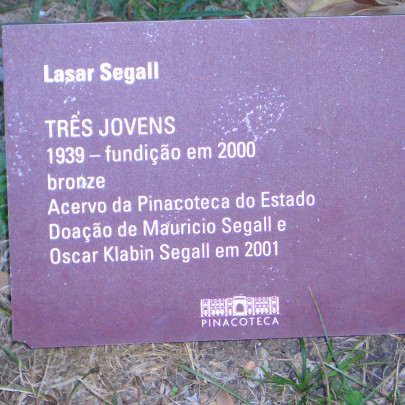 Lasar Segall
TRÊS JOVENS
1939 – fundição em 2000
bronze
Acervo da Pinacoteca do Estado
Doação de Mauricio Segall e
Oscar Klabin Segall em 2001
PINACOTECA